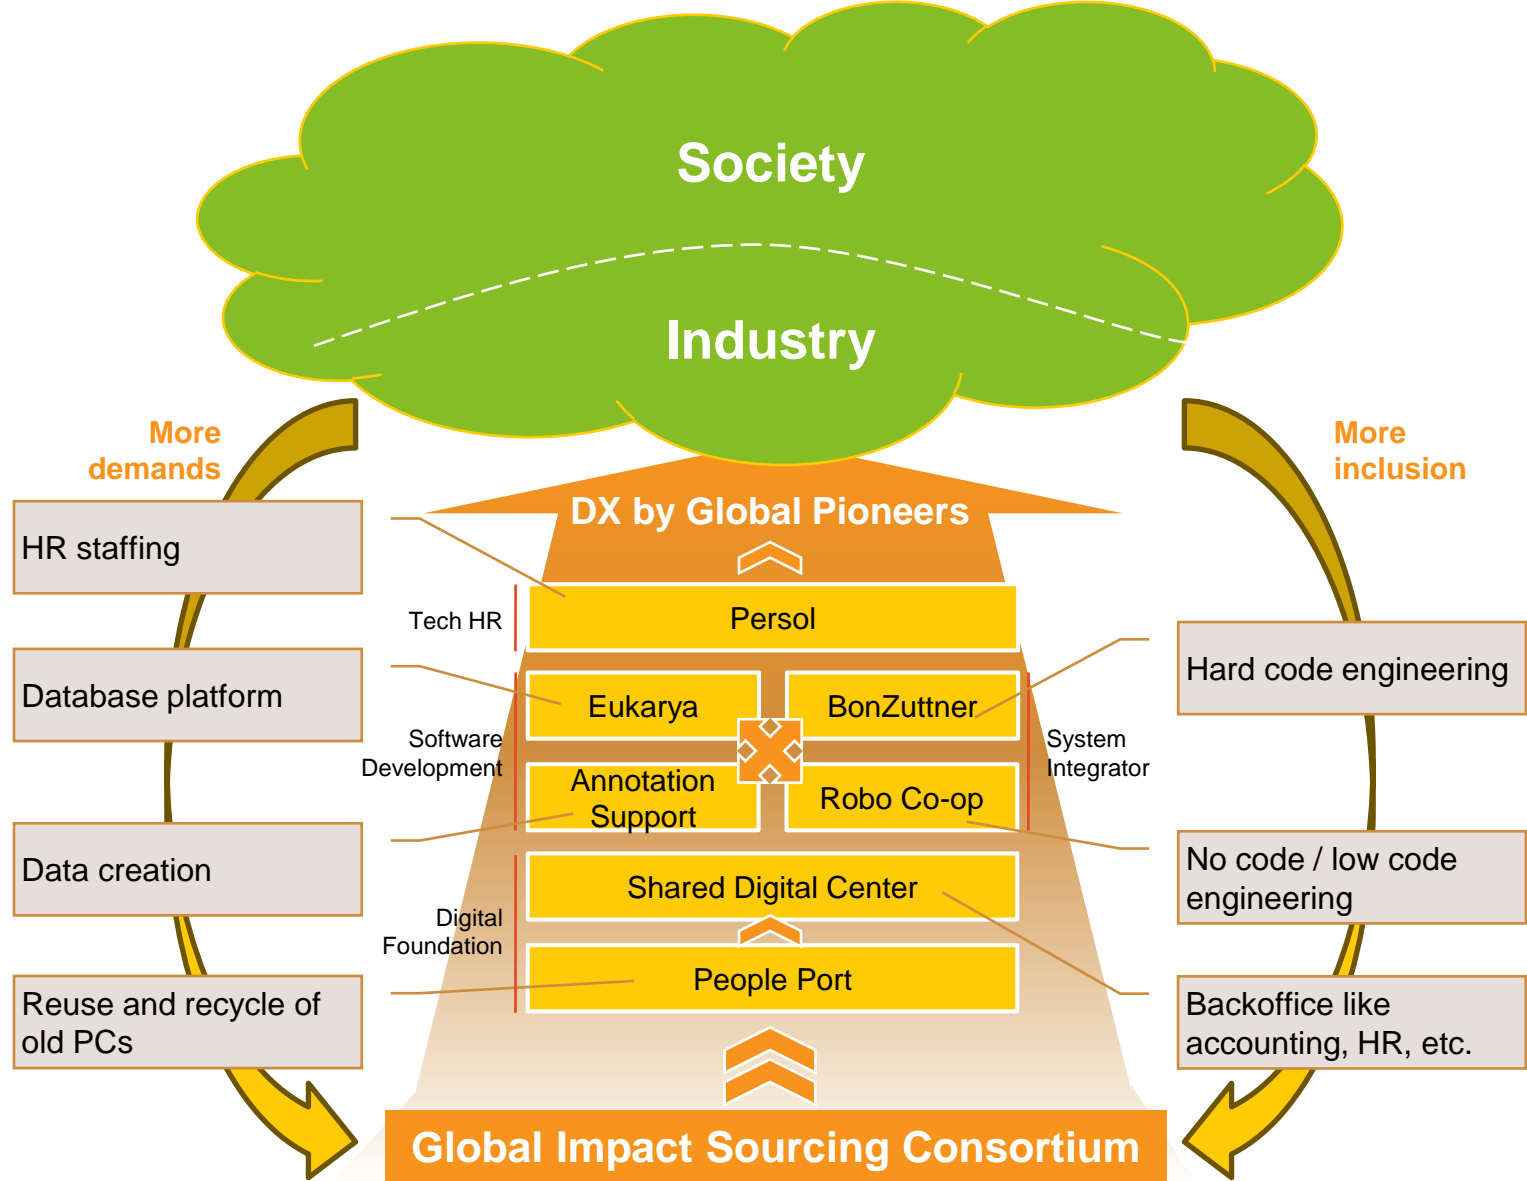 Society
Industry
More
demands
More
inclusion
DX by Global Pioneers
HR staffing
Tech HR
Persol
Database platform
Eukarya
BonZuttner
Hard code engineering
Software
Development
System
Integrator
Annotation
Support
Robo Co-op
Data creation
No code / low code
engineering
Shared Digital Center
Digital
Foundation
People Port
Reuse and recycle of
old PCs
Backoffice like
accounting, HR, etc.
Global Impact Sourcing Consortium